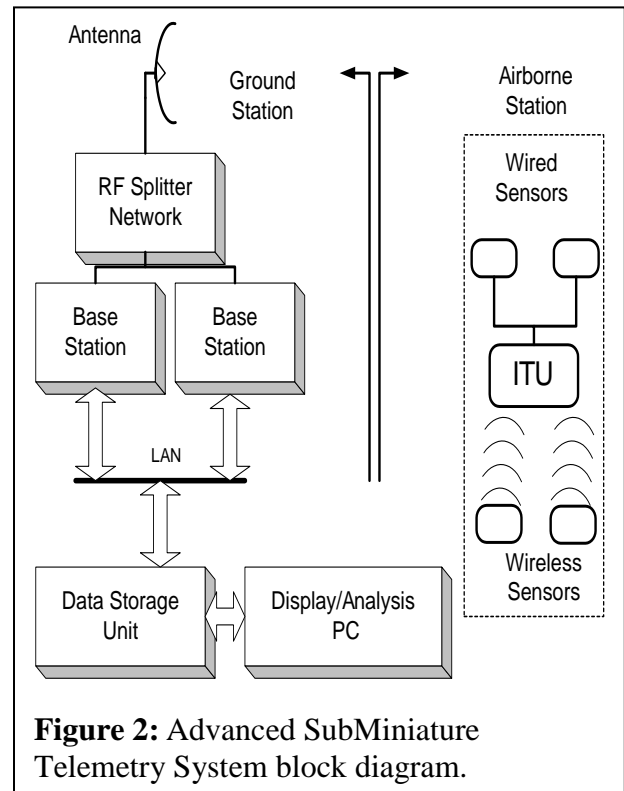 Antenna
Ground
Station
Airborne
Station
RF Splitter
Network
Wired
Sensors
Base
Station
Base
Station
ITU
LAN
Wireless
Sensors
Data Storage
Unit
Display/Analysis
PC
Figure 2: Advanced SubMiniature
Telemetry System block diagram.